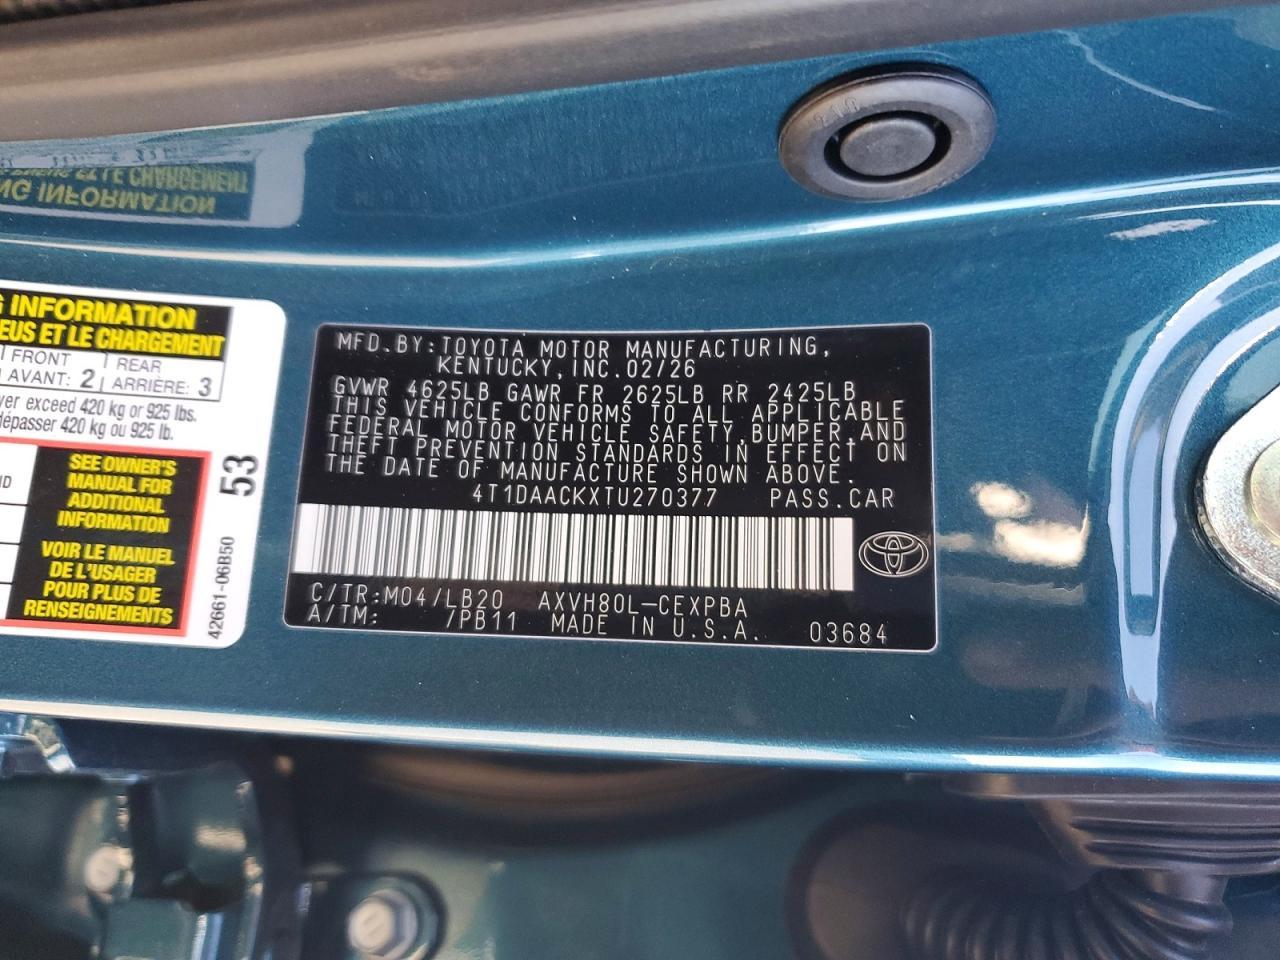 G INFORMATION
EUS ET LE CHARGEMENT
FRONT
AVANT: 2
REAR
ARRIÈRE: 3
exceed 420 kg or 925 lbs.
dépasser 420 kg ou 925 lb.
SEE OWNER'S
MANUAL FOR
ADDITIONAL
INFORMATION
VOIR LE MANUEL
DE L'USAGER
POUR PLUS DE
RENSEIGNEMENTS
53
42661-06B50
MFD.BY:TOYOTA MOTOR MANUFACTURING,
KENTUCKY,INC.02/26
GVWR 4625LB GAWR FR 2625LB RR 2425LB
THIS VEHICLE CONFORMS TO ALL APPLICABLE
FEDERAL MOTOR VEHICLE SAFETY,BUMPER,AND
THEFT PREVENTION STANDARDS IN EFFECT ON
THE DATE OF MANUFACTURE SHOWN ABOVE.
4T1DAACKXTU270377 PASS.CAR
C/TR:M04/LB20 AXVH80L-CEXPBA
A/TM: /PB11 MADE IN U.S.A. 03684